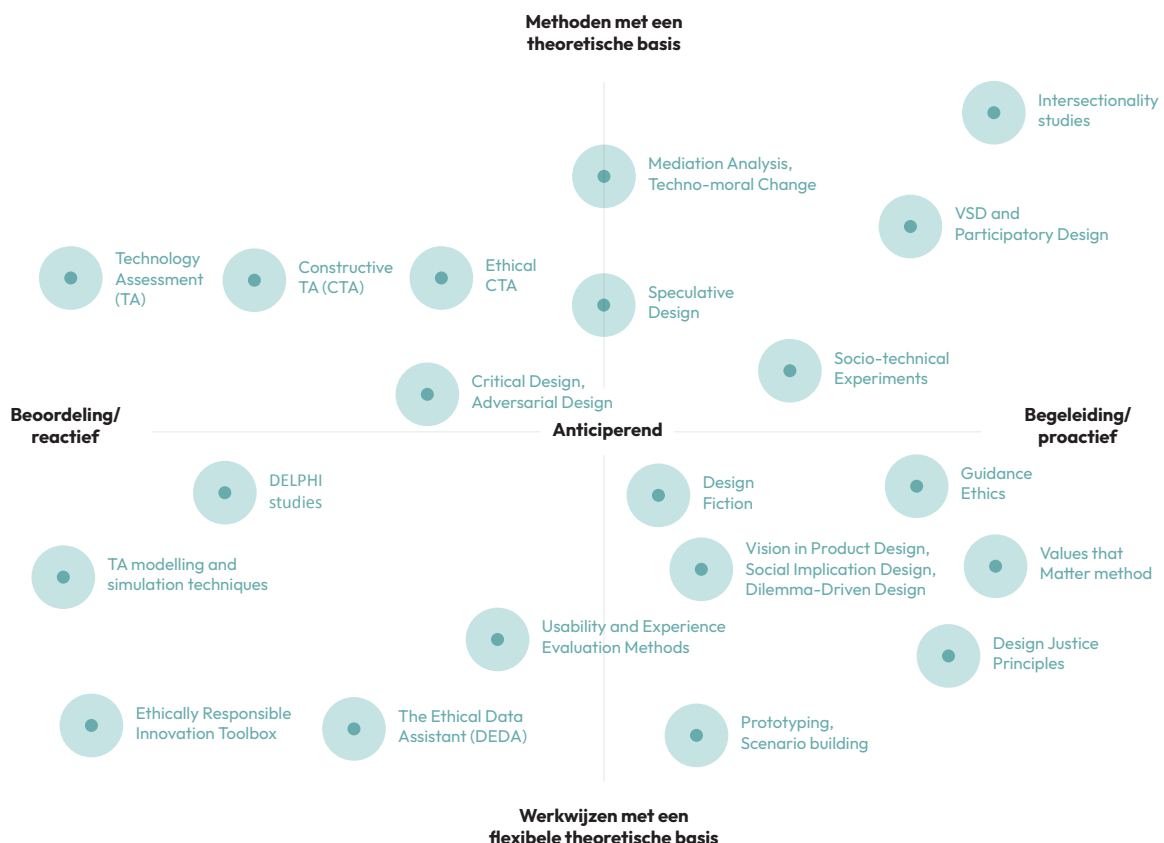 Methoden met een
theoretische basis
Intersectionality
studies
Mediation Analysis,
Techno-moral Change
VSD and
Participatory Design
Technology
Assessment
(TA)
Constructive
TA (CTA)
Ethical
CTA
Speculative
Design
Socio-technical
Experiments
Critical Design,
Adversarial Design
Beoordeling/
reactief
Anticiperend
Begeleiding/
proactief
DELPHI
studies
Design
Fiction
Guidance
Ethics
TA modelling and
simulation techniques
Vision in Product Design,
Social Implication Design,
Dilemma-Driven Design
Values that
Matter method
Usability and Experience
Evaluation Methods
Design Justice
Principles
Ethically Responsible
Innovation Toolbox
The Ethical Data
Assistant (DEDA)
Prototyping,
Scenario building
Werkwijzen met een
flexibele theoretische basis